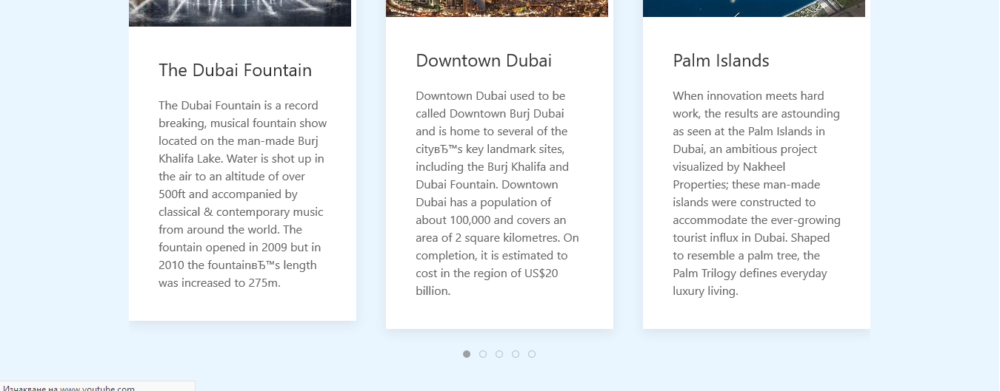 The Dubai Fountain
The Dubai Fountain is a record
breaking, musical fountain show
located on the man-made Burj
Khalifa Lake. Water is shot up in
the air to an altitude of over
500ft and accompanied by
classical & contemporary music
from around the world. The
fountain opened in 2009 but in
2010 the fountainвЂ™s length
was increased to 275m.
Downtown Dubai
Downtown Dubai used to be
called Downtown Burj Dubai
and is home to several of the
cityвЂ™s key landmark sites,
including the Burj Khalifa and
Dubai Fountain. Downtown
Dubai has a population of
about 100,000 and covers an
area of 2 square kilometres. On
completion, it is estimated to
cost in the region of US$20
billion.
Palm Islands
When innovation meets hard
work, the results are astounding
as seen at the Palm Islands in
Dubai, an ambitious project
visualized by Nakheel
Properties; these man-made
islands were constructed to
accommodate the ever-growing
tourist influx in Dubai. Shaped
to resemble a palm tree, the
Palm Trilogy defines everyday
luxury living.
Изчакване на www.youtube.com